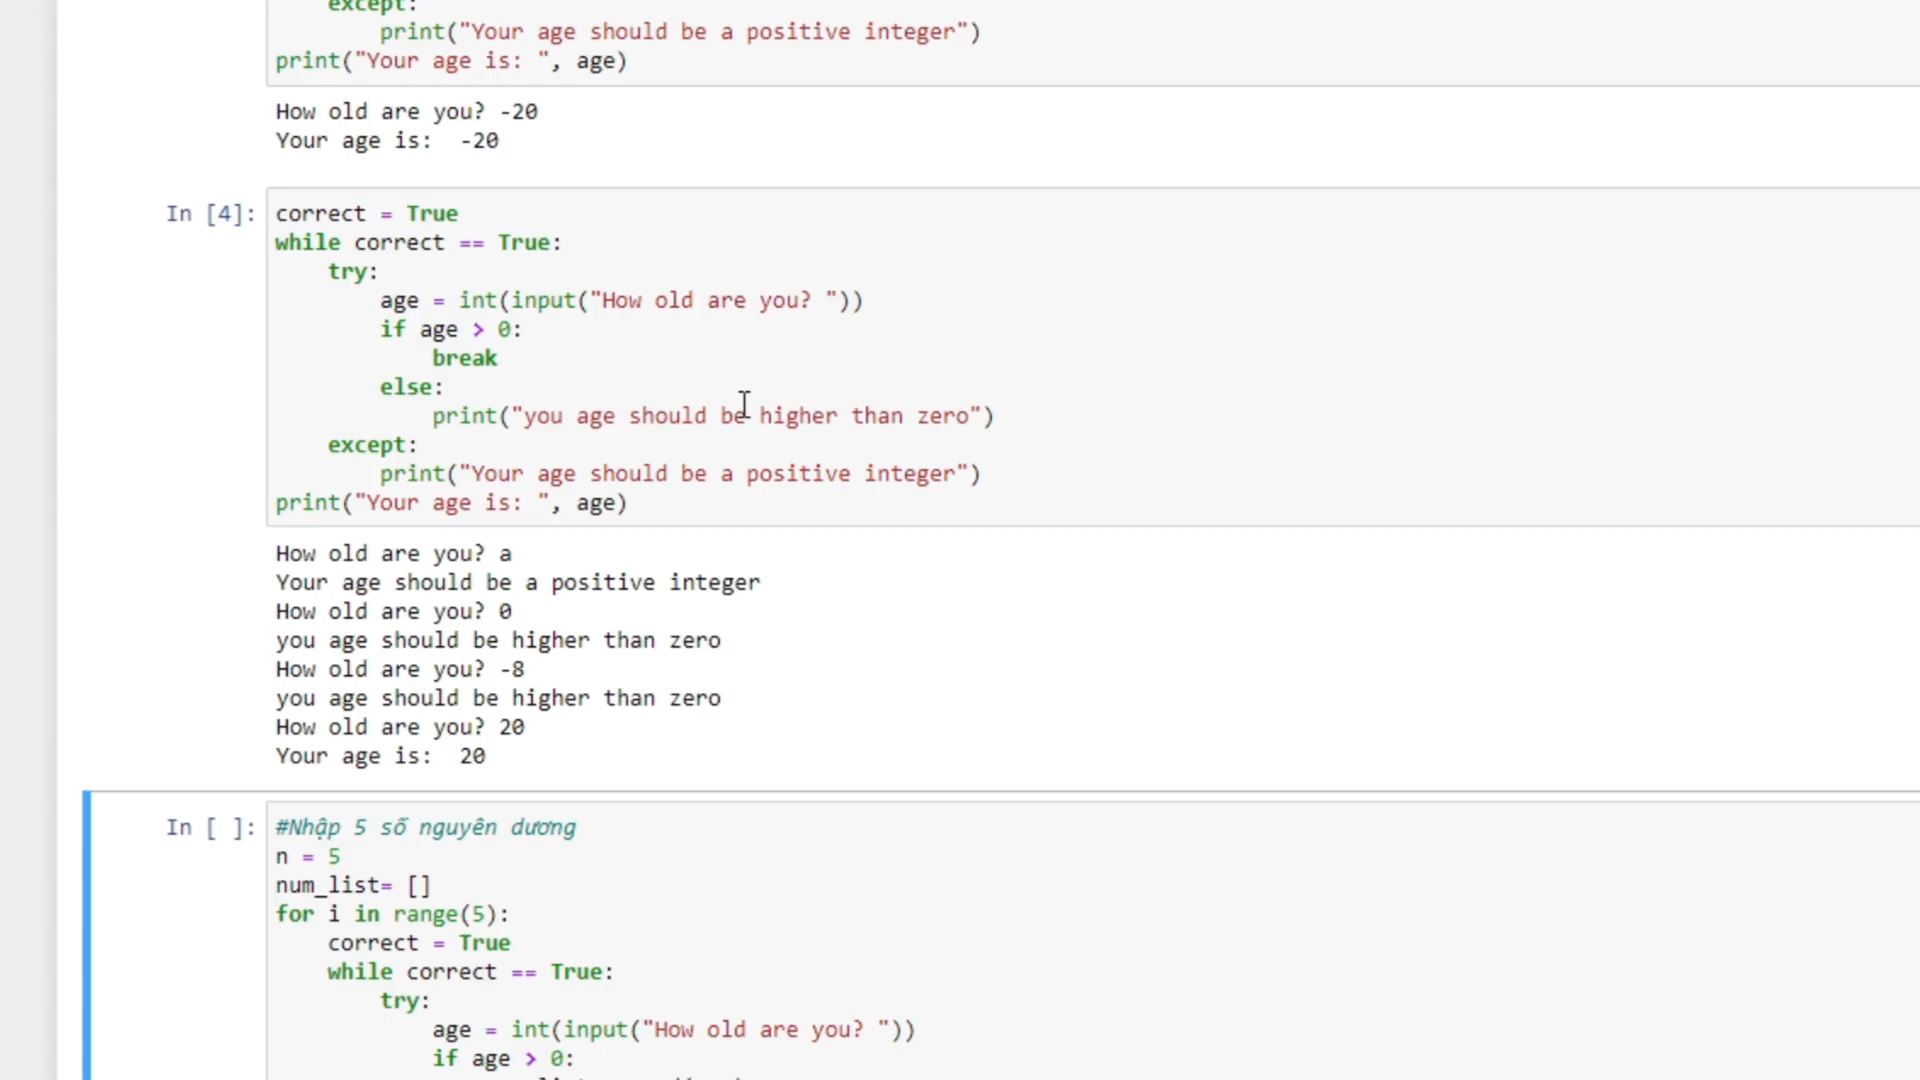 except:
print("Your age should be a positive integer")
print("Your age is: ", age)
How old are you? -20
Your age is:  -20
In [4]:
correct = True
while correct == True:
try:
age = int(input("How old are you? "))
if age > 0:
break
else:
print("you age should be higher than zero")
except:
print("Your age should be a positive integer")
print("Your age is: ", age)
How old are you? a
Your age should be a positive integer
How old are you? 0
you age should be higher than zero
How old are you? -8
you age should be higher than zero
How old are you? 20
Your age is:  20
In [ ]:
#Nhập 5 số nguyên dương
n = 5
num_list= []
for i in range(5):
correct = True
while correct == True:
try:
age = int(input("How old are you? "))
if age > 0: